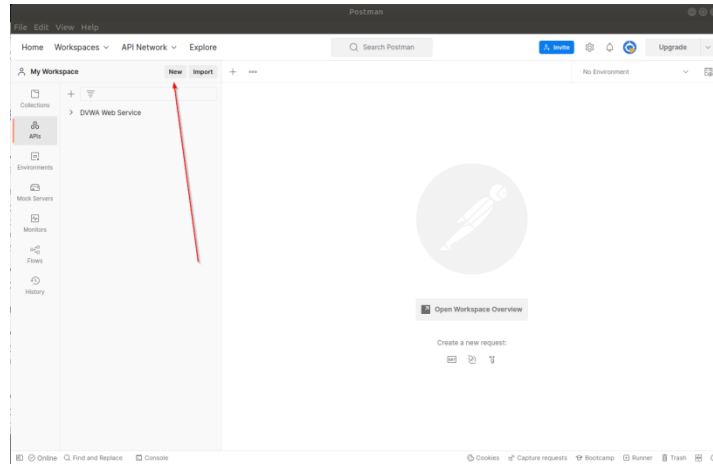 Postman
File Edit View Help
Home Workspaces API Network Explore Search Postman Invite Upgrade
My Workspace New Import No Environment
Collections
DVWA Web Service
APIs
Environments
Mock Servers
Monitors
Flows
History
Open Workspace Overview
Create a new request:
GET
Online Find and Replace Console Cookies Capture requests Bootcamp Runner Trash